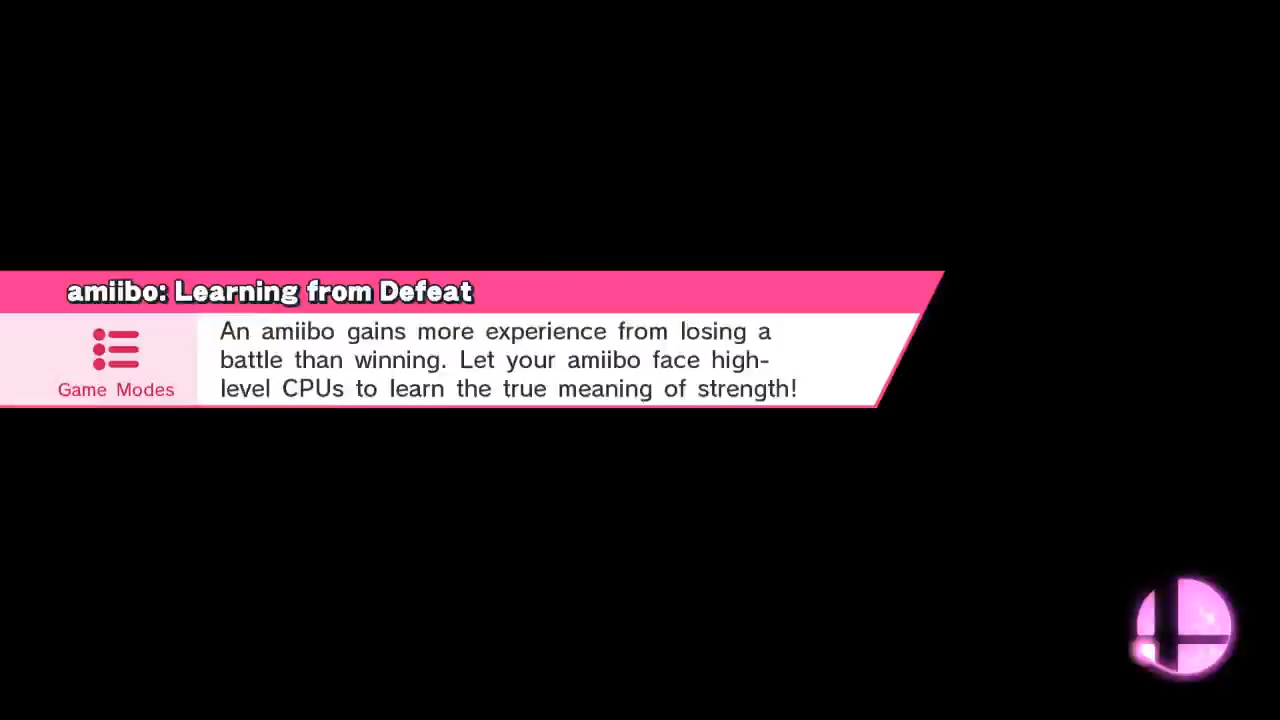 amiibo: Learning from Defeat
An amiibo gains more experience from losing a
battle than winning. Let your amiibo face high-
level CPUs to learn the true meaning of strength!
Game Modes